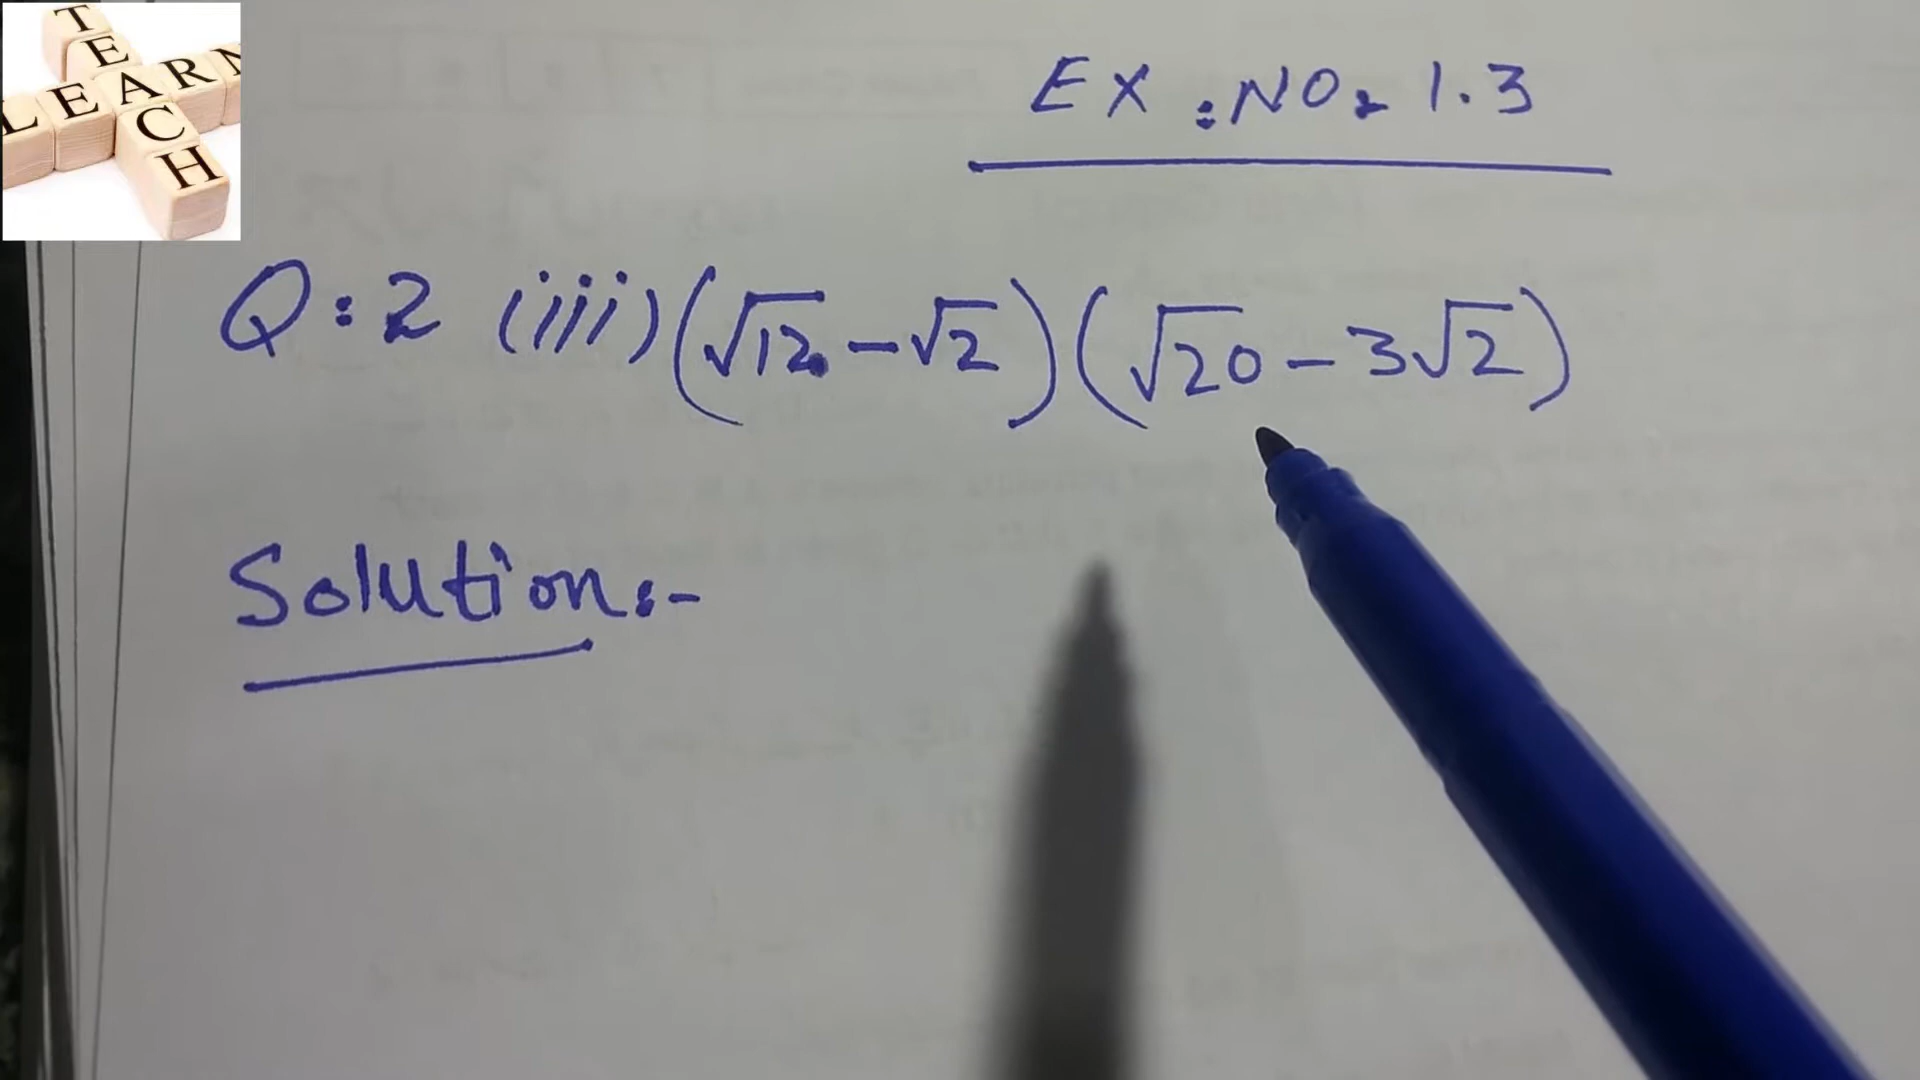 TEACH
LEARN
EX:NO:1.3
Q:2 (iii)(√12-√2)(√20-3√2)
Solution:-